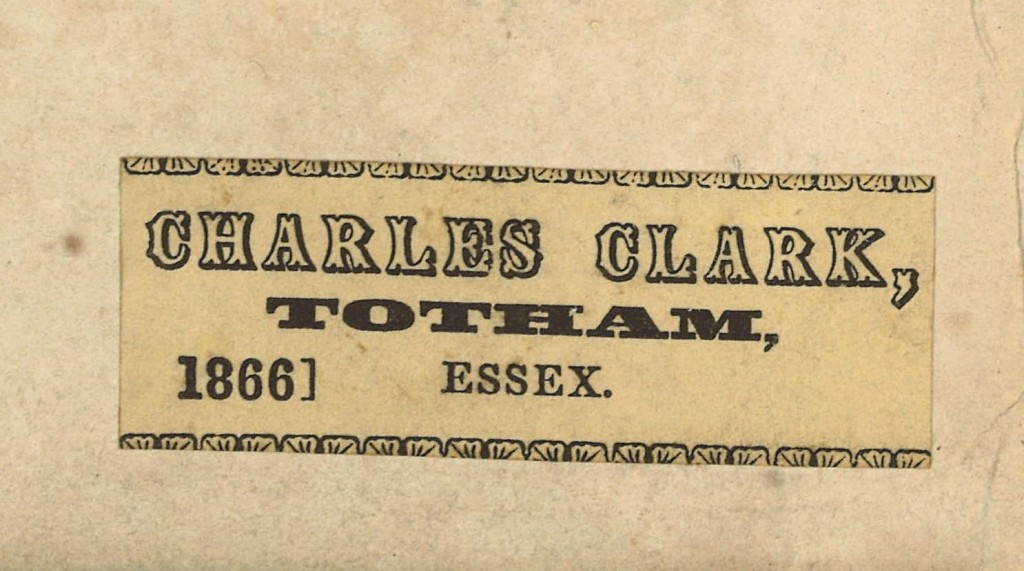 CHARLES CLARK,
TOTHAM,
1866] ESSEX.